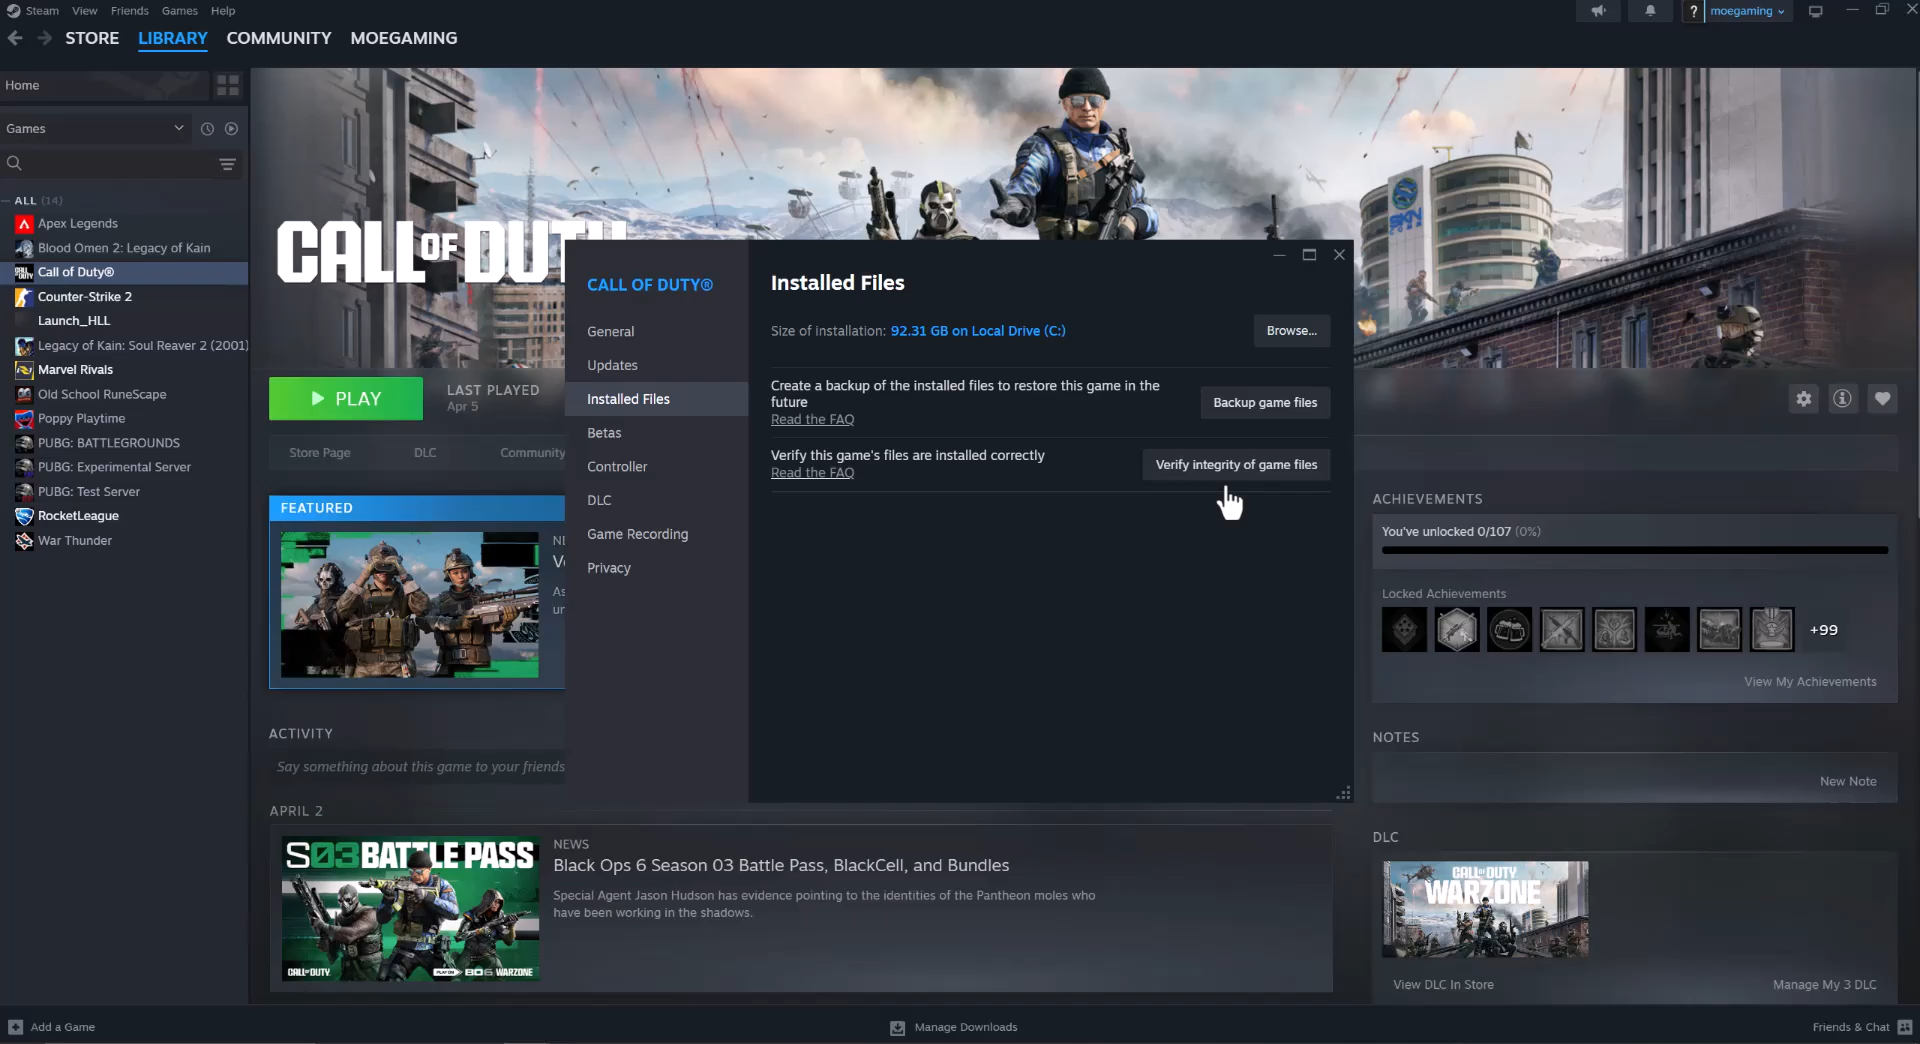 Steam View Friends Games Help
? moegaming
STORE LIBRARY COMMUNITY MOEGAMING
Home
Games
ALL (14)
Apex Legends
Blood Omen 2: Legacy of Kain
Call of Duty®
Counter-Strike 2
Launch_HLL
Legacy of Kain: Soul Reaver 2 (2001)
Marvel Rivals
Old School RuneScape
Poppy Playtime
PUBG: BATTLEGROUNDS
PUBG: Experimental Server
PUBG: Test Server
RocketLeague
War Thunder
CALL OF DUTY
PLAY
LAST PLAYED
Apr 5
Store Page DLC Community
FEATURED
ACTIVITY
Say something about this game to your friends
APRIL 2
S03 BATTLE PASS
CALL OF DUTY
BO6 WARZONE
NEWS
Black Ops 6 Season 03 Battle Pass, BlackCell, and Bundles
Special Agent Jason Hudson has evidence pointing to the identities of the Pantheon moles who
have been working in the shadows.
CALL OF DUTY®
General
Updates
Installed Files
Betas
Controller
DLC
Game Recording
Privacy
Installed Files
Size of installation: 92.31 GB on Local Drive (C:)
Browse...
Create a backup of the installed files to restore this game in the
future
Read the FAQ
Backup game files
Verify this game's files are installed correctly
Read the FAQ
Verify integrity of game files
ACHIEVEMENTS
You've unlocked 0/107 (0%)
Locked Achievements
+99
View My Achievements
NOTES
New Note
DLC
CALL OF DUTY
WARZONE
View DLC In Store
Manage My 3 DLC
Add a Game
Manage Downloads
Friends & Chat